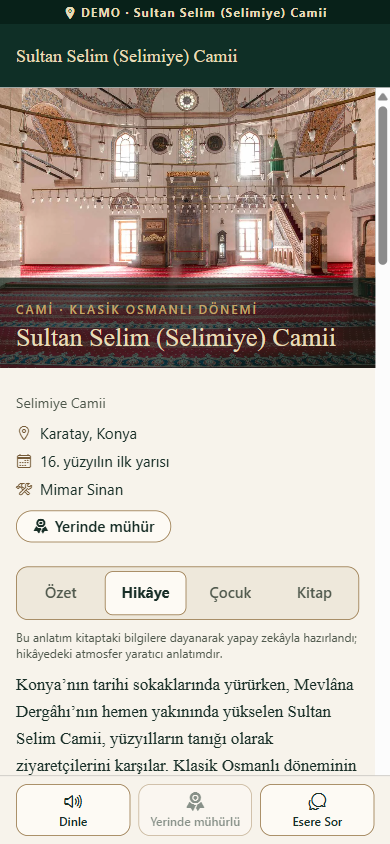 DEMO · Sultan Selim (Selimiye) Camii
Sultan Selim (Selimiye) Camii
CAMİ · KLASİK OSMANLI DÖNEMİ
Sultan Selim (Selimiye) Camii
Selimiye Camii
Karatay, Konya
16. yüzyılın ilk yarısı
Mimar Sinan
Yerinde mühür
Özet Hikâye Çocuk Kitap
Bu anlatım kitaptaki bilgilere dayanarak yapay zekâyla hazırlandı;
hikâyedeki atmosfer yaratıcı anlatımdır.
Konya’nın tarihi sokaklarında yürürken, Mevlâna
Dergâhı’nın hemen yakınında yükselen Sultan
Selim Camii, yüzyılların tanığı olarak
ziyaretçilerini karşılar. Klasik Osmanlı döneminin
Dinle Yerinde mühürlü Esere Sor